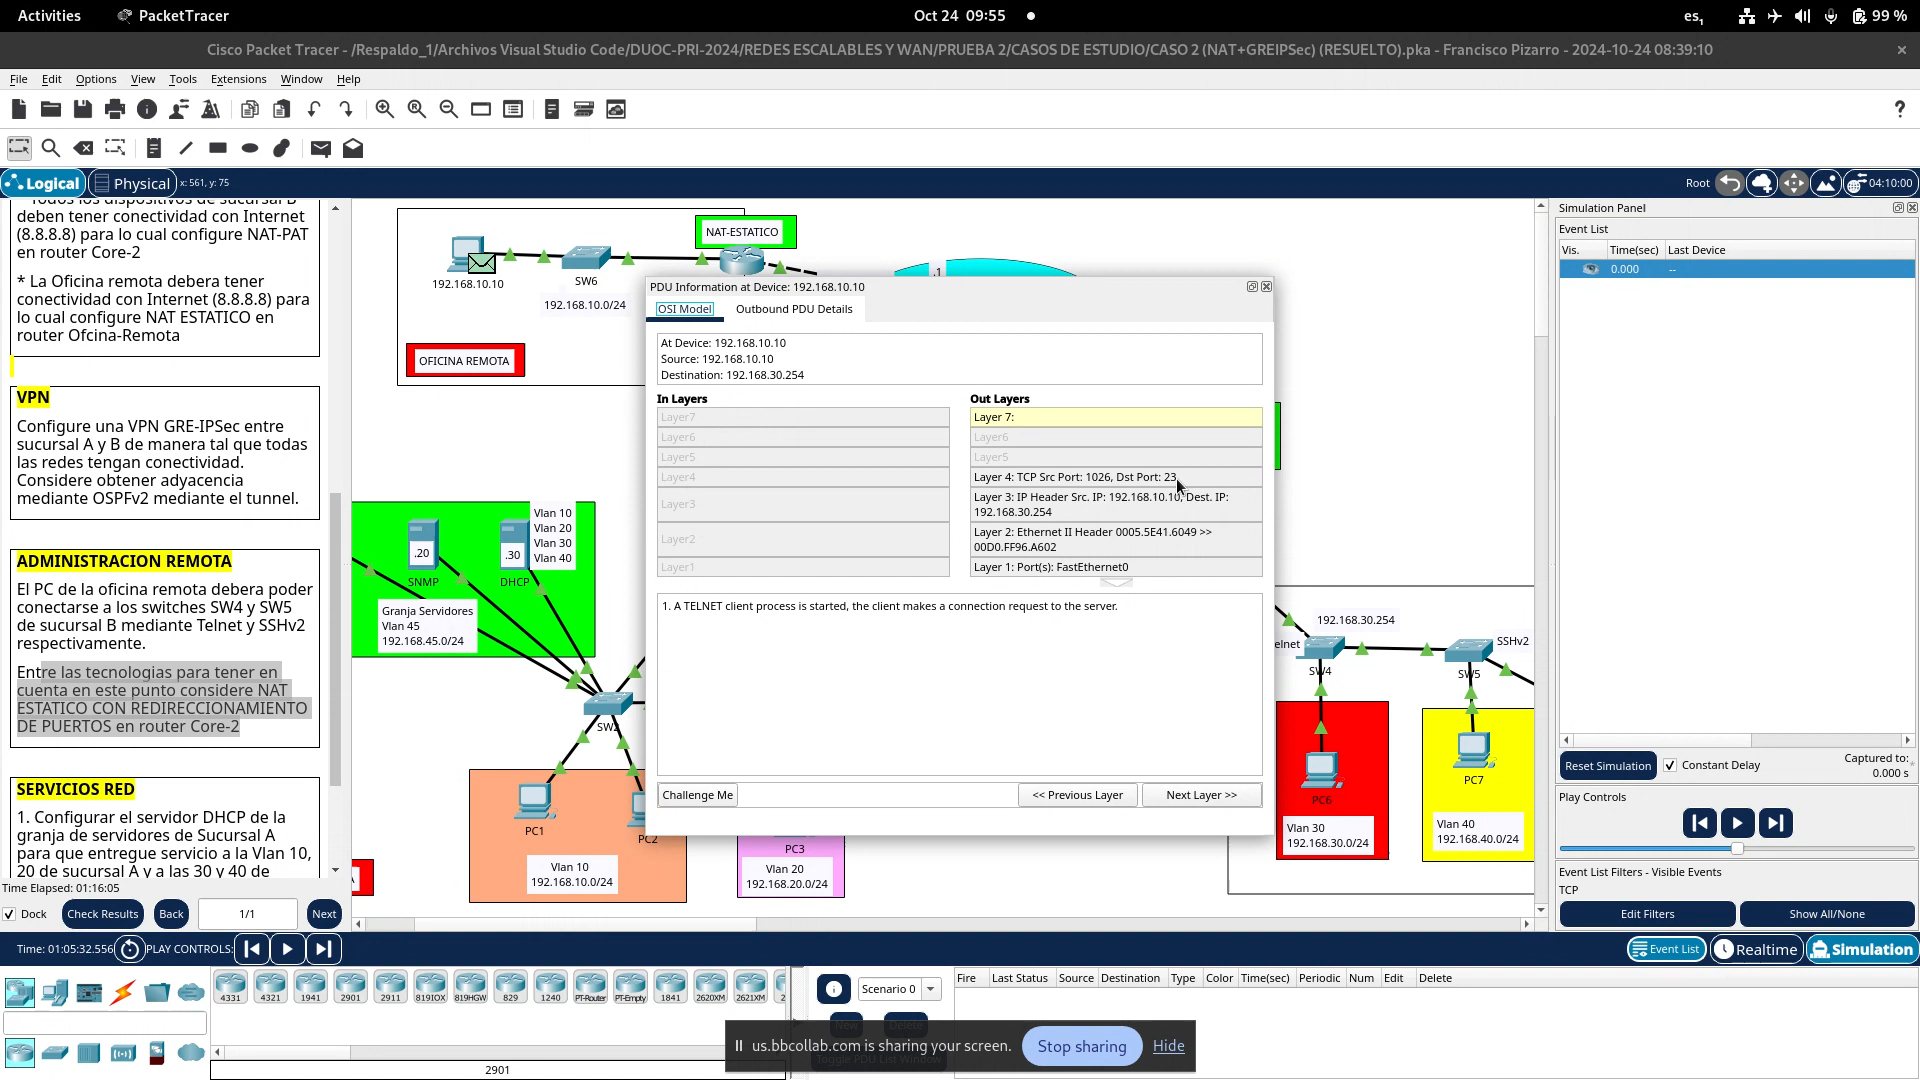 Activities
PacketTracer
Oct 24 09:55
es₁
99 %
Cisco Packet Tracer - /Respaldo_1/Archivos Visual Studio Code/DUOC-PRI-2024/REDES ESCALABLES Y WAN/PRUEBA 2/CASOS DE ESTUDIO/CASO 2 (NAT+GREIPSec) (RESUELTO).pka - Francisco Pizarro - 2024-10-24 08:39:10
File Edit Options View Tools Extensions Window Help
Logical
Physical
x: 561, y: 75
Root
04:10:00
deben tener conectividad con Internet
(8.8.8.8) para lo cual configure NAT-PAT
en router Core-2
* La Oficina remota debera tener
conectividad con Internet (8.8.8.8) para
lo cual configure NAT ESTATICO en
router Ofcina-Remota
VPN
Configure una VPN GRE-IPSec entre
sucursal A y B de manera tal que todas
las redes tengan conectividad.
Considere obtener adyacencia
mediante OSPFv2 mediante el tunnel.
ADMINISTRACION REMOTA
El PC de la oficina remota debera poder
conectarse a los switches SW4 y SW5
de sucursal B mediante Telnet y SSHv2
respectivamente.
Entre las tecnologias para tener en
cuenta en este punto considere NAT
ESTATICO CON REDIRECCIONAMIENTO
DE PUERTOS en router Core-2
SERVICIOS RED
1. Configurar el servidor DHCP de la
granja de servidores de Sucursal A
para que entregue servicio a la Vlan 10,
20 de sucursal A y a las 30 y 40 de
Time Elapsed: 01:16:05
Dock
Check Results
Back
1/1
Next
NAT-ESTATICO
192.168.10.10
SW6
192.168.10.0/24
OFICINA REMOTA
.1
Vlan 10
Vlan 20
Vlan 30
Vlan 40
.20
.30
SNMP
DHCP
Granja Servidores
Vlan 45
192.168.45.0/24
PC1
PC2
Vlan 10
192.168.10.0/24
PC3
Vlan 20
192.168.20.0/24
192.168.30.254
elnet
SSHv2
SW4
SW5
PC6
PC7
Vlan 30
192.168.30.0/24
Vlan 40
192.168.40.0/24
PDU Information at Device: 192.168.10.10
OSI Model
Outbound PDU Details
At Device: 192.168.10.10
Source: 192.168.10.10
Destination: 192.168.30.254
In Layers
Layer7
Layer6
Layer5
Layer4
Layer3
Layer2
Layer1
Out Layers
Layer 7:
Layer6
Layer5
Layer 4: TCP Src Port: 1026, Dst Port: 23
Layer 3: IP Header Src. IP: 192.168.10.10, Dest. IP:
192.168.30.254
Layer 2: Ethernet II Header 0005.5E41.6049 >>
00D0.FF96.A602
Layer 1: Port(s): FastEthernet0
1. A TELNET client process is started, the client makes a connection request to the server.
Challenge Me
<< Previous Layer
Next Layer >>
Simulation Panel
Event List
Vis.
Time(sec)
Last Device
0.000
--
Reset Simulation
Constant Delay
Captured to:
0.000 s
Play Controls
Event List Filters - Visible Events
TCP
Edit Filters
Show All/None
Time: 01:05:32.556
PLAY CONTROLS:
Event List
Realtime
Simulation
4331 4321 1941 2901 2911 819IOX 819HGW 829 1240 PT-Router PT-Empty 1841 2620XM 2621XM
2901
Scenario 0
New
Delete
Toggle PDU List Window
Fire Last Status Source Destination Type Color Time(sec) Periodic Num Edit Delete
us.bbcollab.com is sharing your screen.
Stop sharing
Hide